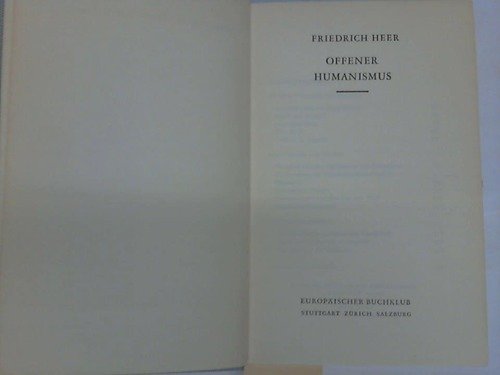 FRIEDRICH HEER
OFFENER
HUMANISMUS
EUROPÄISCHER BUCHKLUB
STUTTGART ZÜRICH SALZBURG